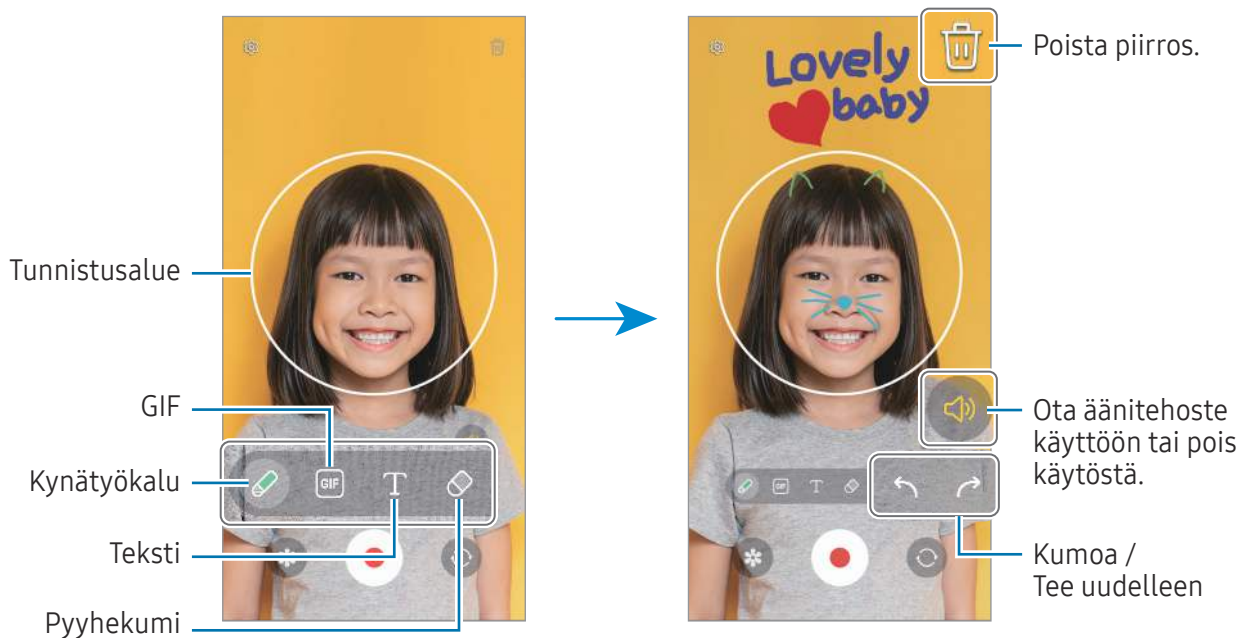 Lovely
baby
Poista piirros.
Tunnistusalue
GIF
Kynätyökalu
GIF
T
Teksti
Pyyhekumi
GIF
T
Ota äänitehoste
käyttöön tai pois
käytöstä.
Kumoa /
Tee uudelleen